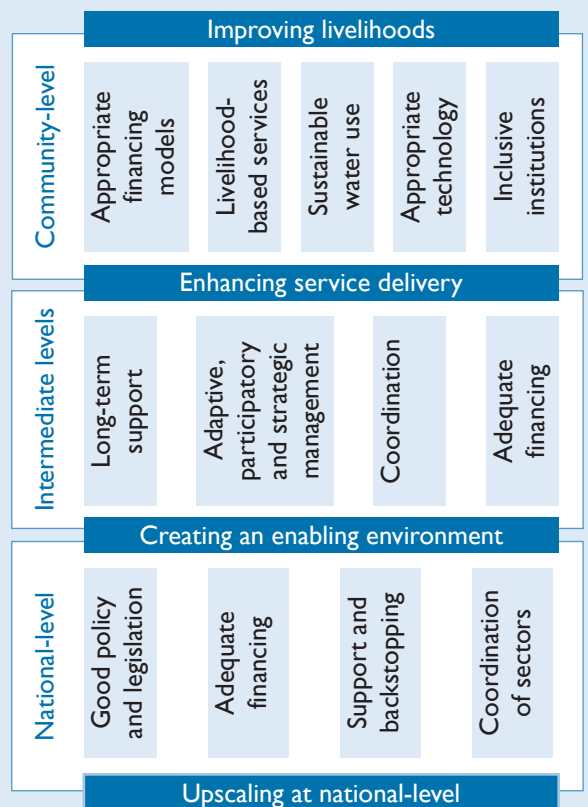 Improving livelihoods
Community-level
Appropriate
financing
models
Livelihood-
based services
Sustainable
water use
Appropriate
technology
Inclusive
institutions
Enhancing service delivery
Intermediate levels
Long-term
support
Adaptive,
participatory
and strategic
management
Coordination
Adequate
financing
Creating an enabling environment
National-level
Good policy
and legislation
Adequate
financing
Support and
backstopping
Coordination
of sectors
Upscaling at national-level